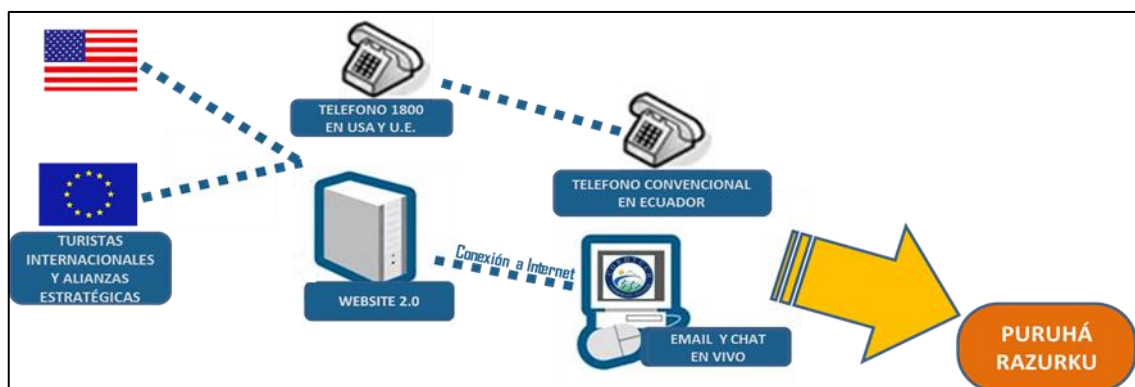 TELEFONO 1800
EN USA Y U.E.
TELEFONO CONVENCIONAL
EN ECUADOR
TURISTAS
INTERNACIONALES
Y ALIANZAS
ESTRATÉGICAS
Conexión a Internet
WEBSITE 2.0
EMAIL Y CHAT
EN VIVO
PURUHÁ
RAZURKU